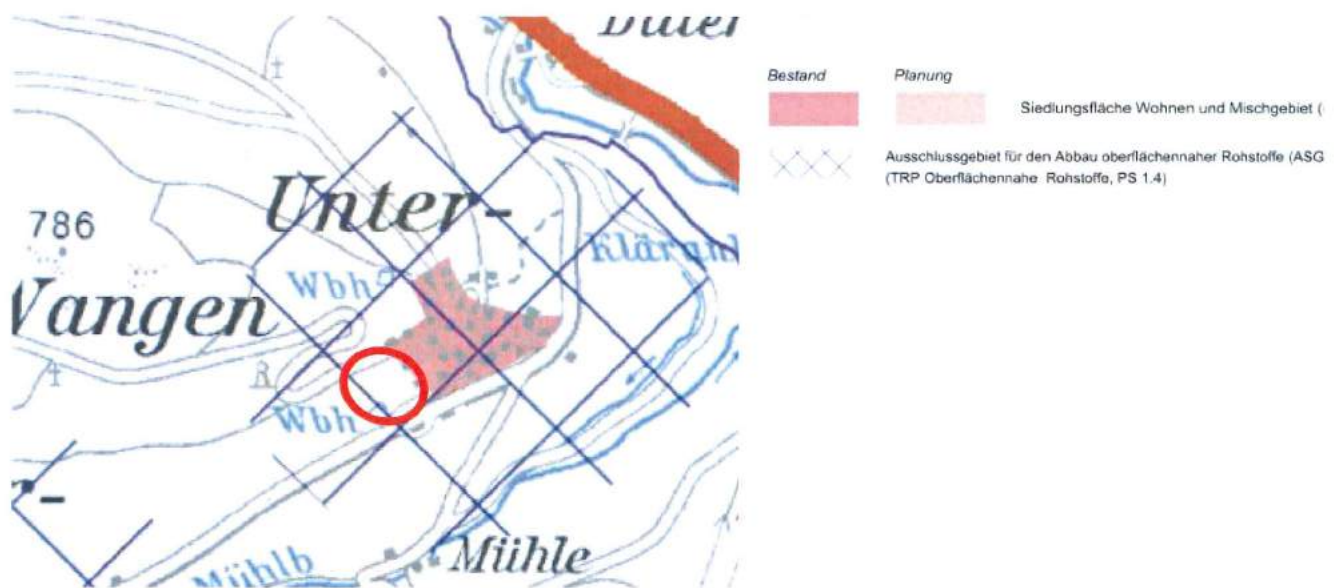 Unter-
786
Wangen
Wbh
Wbh
Mühle
Mühlb
Bestand Planung
Siedlungsfläche Wohnen und Mischgebiet (
Ausschlussgebiet für den Abbau oberflächennaher Rohstoffe (ASG
(TRP Oberflächennahe Rohstoffe, PS 1.4)